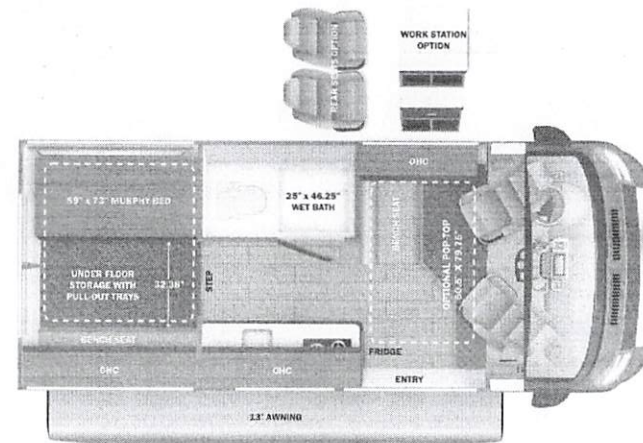 REAR SEATS OPTION
WORK STATION
OPTION
OHC
59" x 73" MURPHY BED
25" x 46.25"
WET BATH
BENCH SEAT
OPTIONAL POP-TOP
50.5" X 79.75"
UNDER FLOOR
STORAGE WITH
PULL-OUT TRAYS
32.38"
STEP
BENCH SEAT
FRIDGE
OHC
OHC
ENTRY
13' AWNING